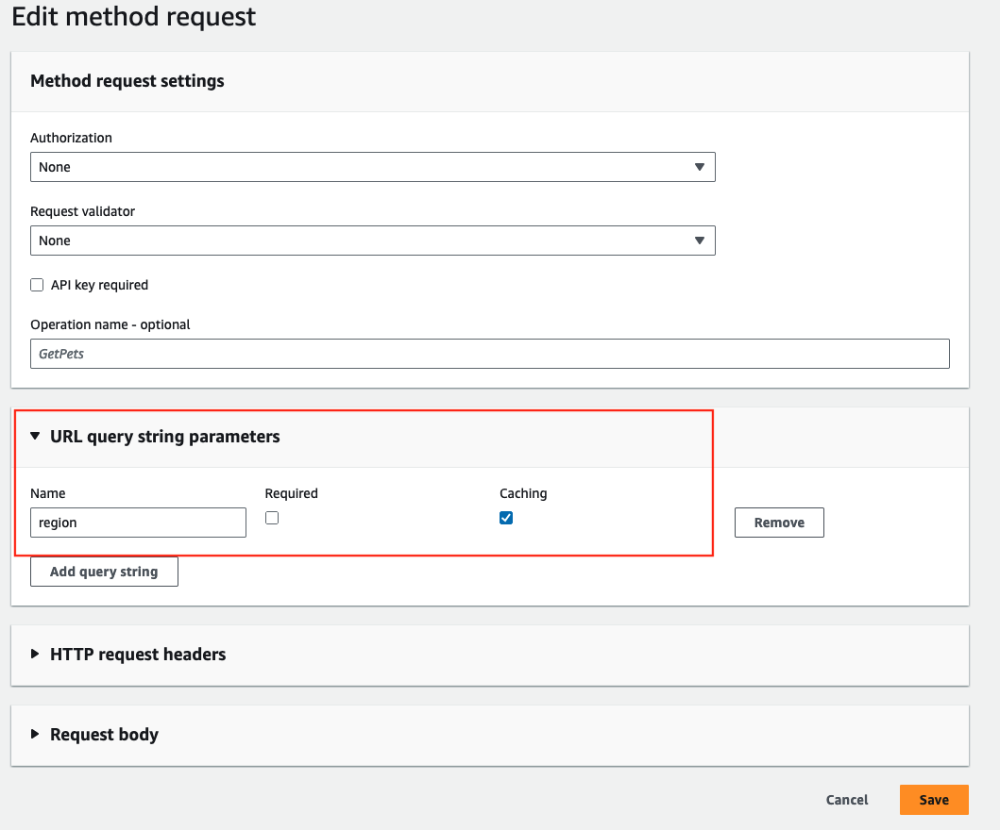 Edit method request
Method request settings
Authorization
None
Request validator
None
API key required
Operation name - optional
GetPets
URL query string parameters
Name Required Caching
region Remove
Add query string
HTTP request headers
Request body
Cancel Save